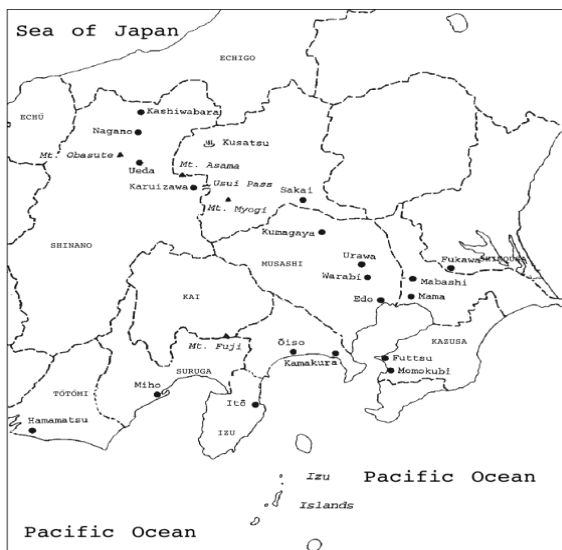 Sea of Japan
ECHIGO
ECHŪ
Kashiwabara
Nagano
Kusatsu
Mt. Obasute
Ueda
Mt. Asama
Karuizawa
Usui Pass
Mt. Myogi
Sakai
Kumagaya
SHINANO
MUSASHI
Urawa
Warabi
Fukawa
Mabashi
Edo
Mama
KAI
KAZUSA
Mt. Fuji
Ōiso
Kamakura
Futtsu
Momokubi
SURUGA
TŌTŌMI
Miho
Itō
Hamamatsu
IZU
Izu
Islands
Pacific Ocean
Pacific Ocean